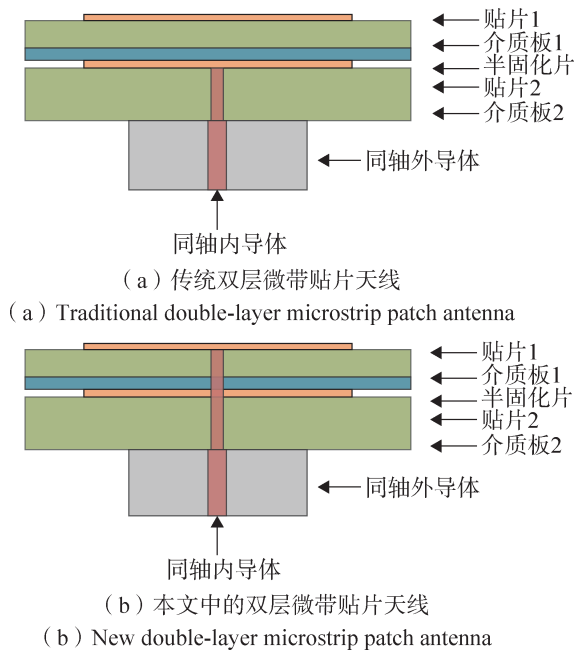 贴片1
介质板1
半固化片
贴片2
介质板2
同轴外导体
同轴内导体
（a）传统双层微带贴片天线
（a）Traditional double-layer microstrip patch antenna
贴片1
介质板1
半固化片
贴片2
介质板2
同轴外导体
同轴内导体
（b）本文中的双层微带贴片天线
（b）New double-layer microstrip patch antenna